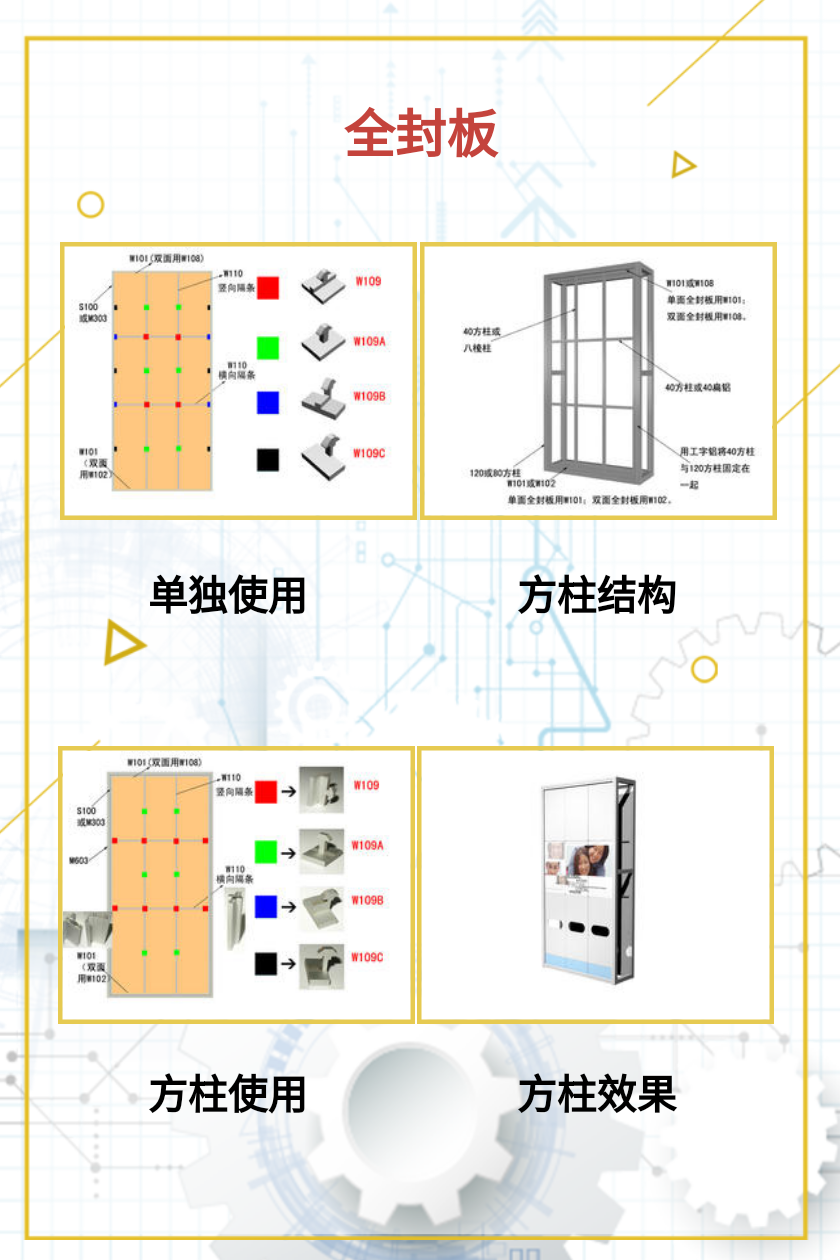 全封板
W101(双面用W108)
W110
竖向隔条
W109
S100
或M303
W109A
W110
横向隔条
W109B
W101
（双面
用W102）
W109C
W101或W108
单面全封板用W101；
双面全封板用W108。
40方柱或
八棱柱
40方柱或40扁铝
用工字铝将40方柱
与120方柱固定在
一起
120或80方柱
W101或W102
单面全封板用W101；双面全封板用W102。
单独使用
方柱结构
W101(双面用W108)
W110
竖向隔条
W109
S100
或M303
W109A
M603
W110
横向隔条
W109B
W101
（双面
用W102）
W109C
方柱使用
方柱效果